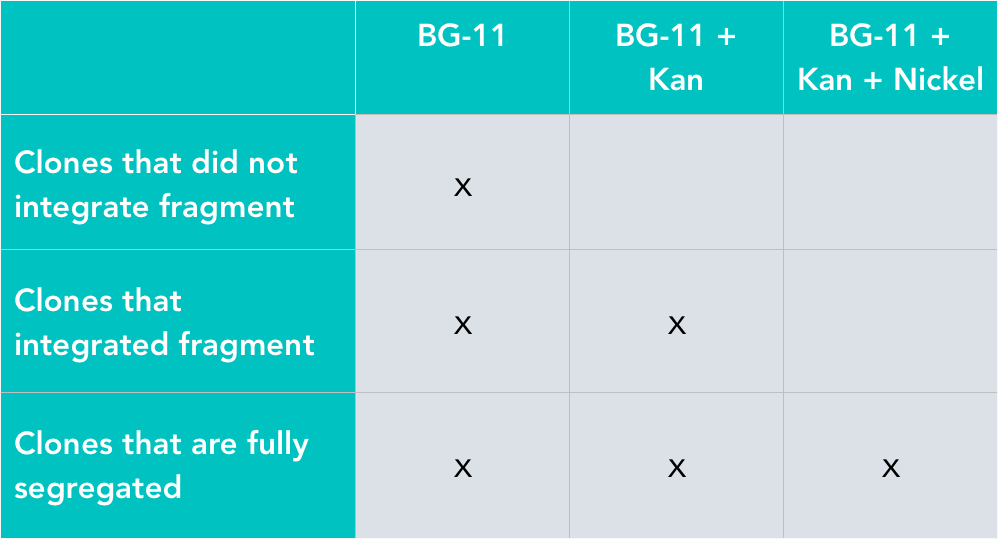 BG-11
BG-11 +
Kan
BG-11 +
Kan + Nickel
Clones that did not
integrate fragment
x
Clones that
integrated fragment
x
x
Clones that are fully
segregated
x
x
x